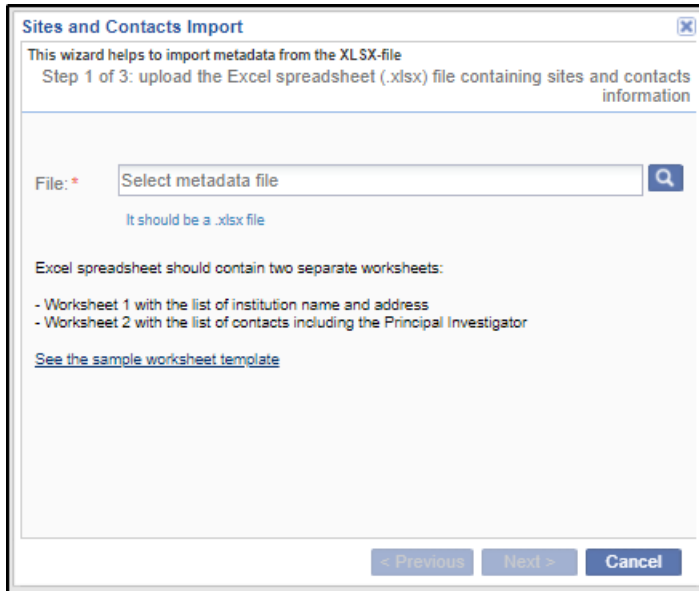 Sites and Contacts Import
This wizard helps to import metadata from the XLSX-file
Step 1 of 3: upload the Excel spreadsheet (.xlsx) file containing sites and contacts
information
File: *
Select metadata file
It should be a .xlsx file
Excel spreadsheet should contain two separate worksheets:
- Worksheet 1 with the list of institution name and address
- Worksheet 2 with the list of contacts including the Principal Investigator
See the sample worksheet template
< Previous
Next >
Cancel